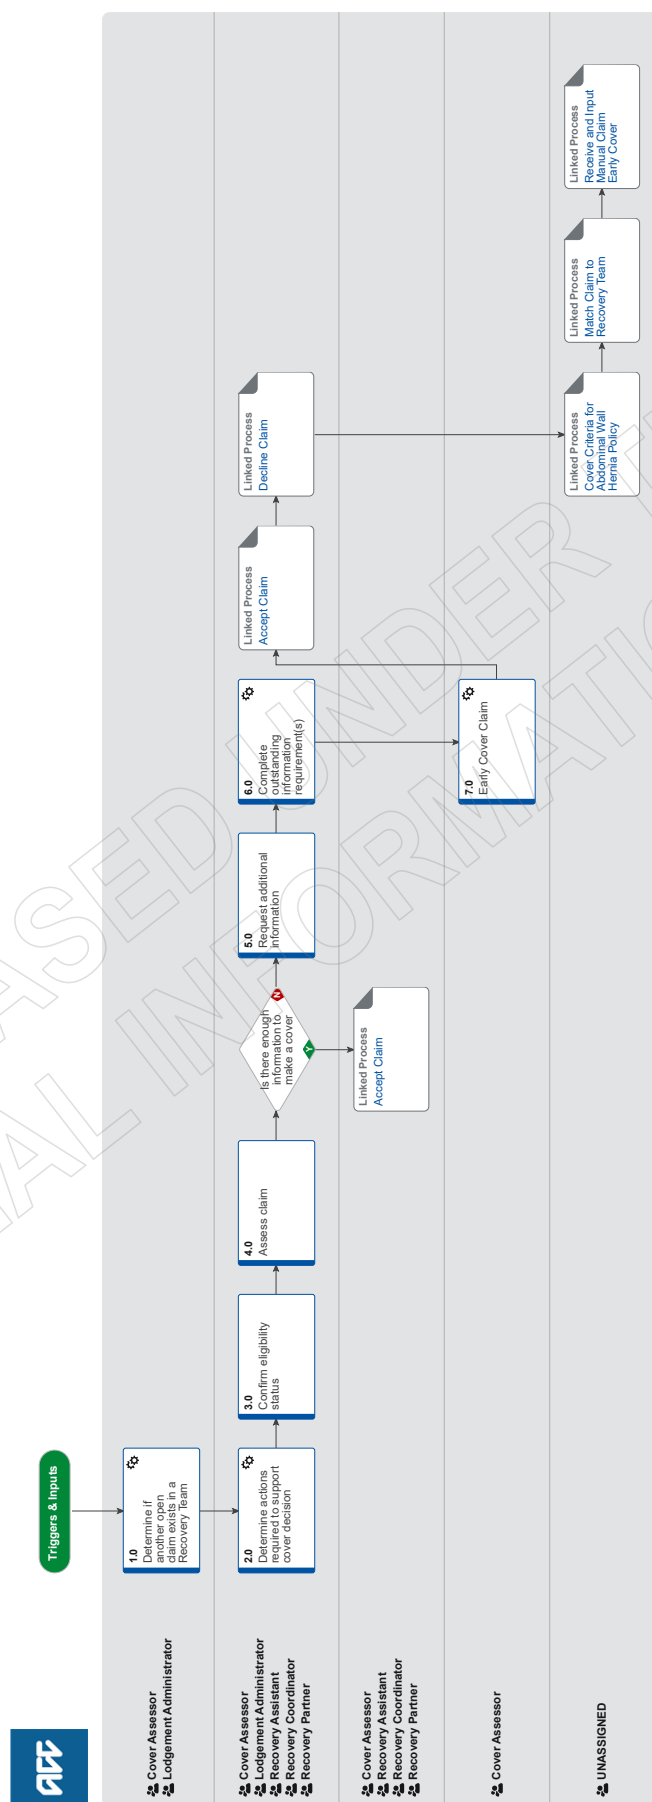 ACC
Triggers & Inputs
Cover Assessor
Lodgement Administrator
1.0
Determine if
another open
claim exists in a
Recovery Team
Cover Assessor
Lodgement Administrator
Recovery Assistant
Recovery Coordinator
Recovery Partner
2.0
Determine actions
required to support
cover decision
3.0
Confirm eligibility
status
4.0
Assess claim
Is there enough
information to
make a cover
Y
N
5.0
Request additional
information
6.0
Complete
outstanding
information
requirement(s)
Linked Process
Accept Claim
Linked Process
Decline Claim
Cover Assessor
Recovery Assistant
Recovery Coordinator
Recovery Partner
Linked Process
Accept Claim
Cover Assessor
7.0
Early Cover Claim
UNASSIGNED
Linked Process
Cover Criteria for
Abdominal Wall
Hernia Policy
Linked Process
Match Claim to
Recovery Team
Linked Process
Receive and Input
Manual Claim
Early Cover
ASED UNDER T
AL INFORMATIO